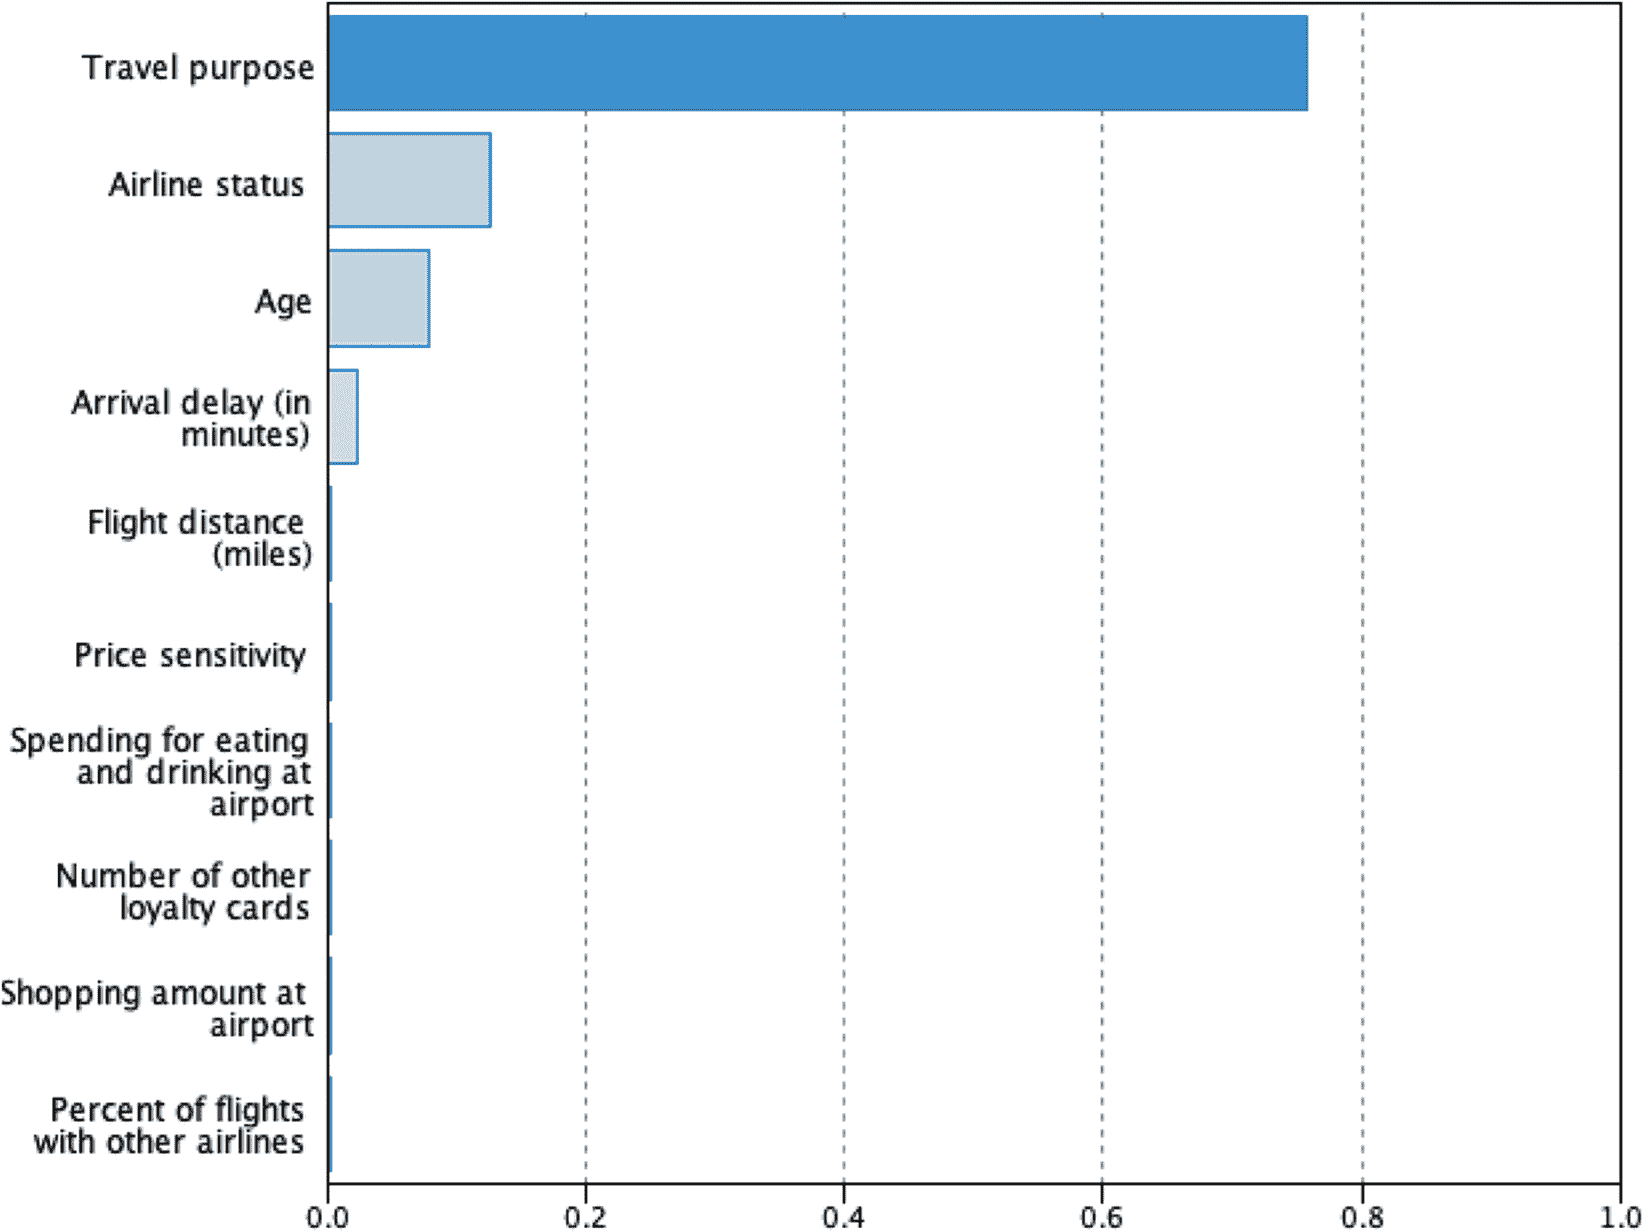 Travel purpose
Airline status
Age
Arrival delay (in
minutes)
Flight distance
(miles)
Price sensitivity
Spending for eating
and drinking at
airport
Number of other
loyalty cards
Shopping amount at
airport
Percent of flights
with other airlines
0.0 0.2 0.4 0.6 0.8 1.0